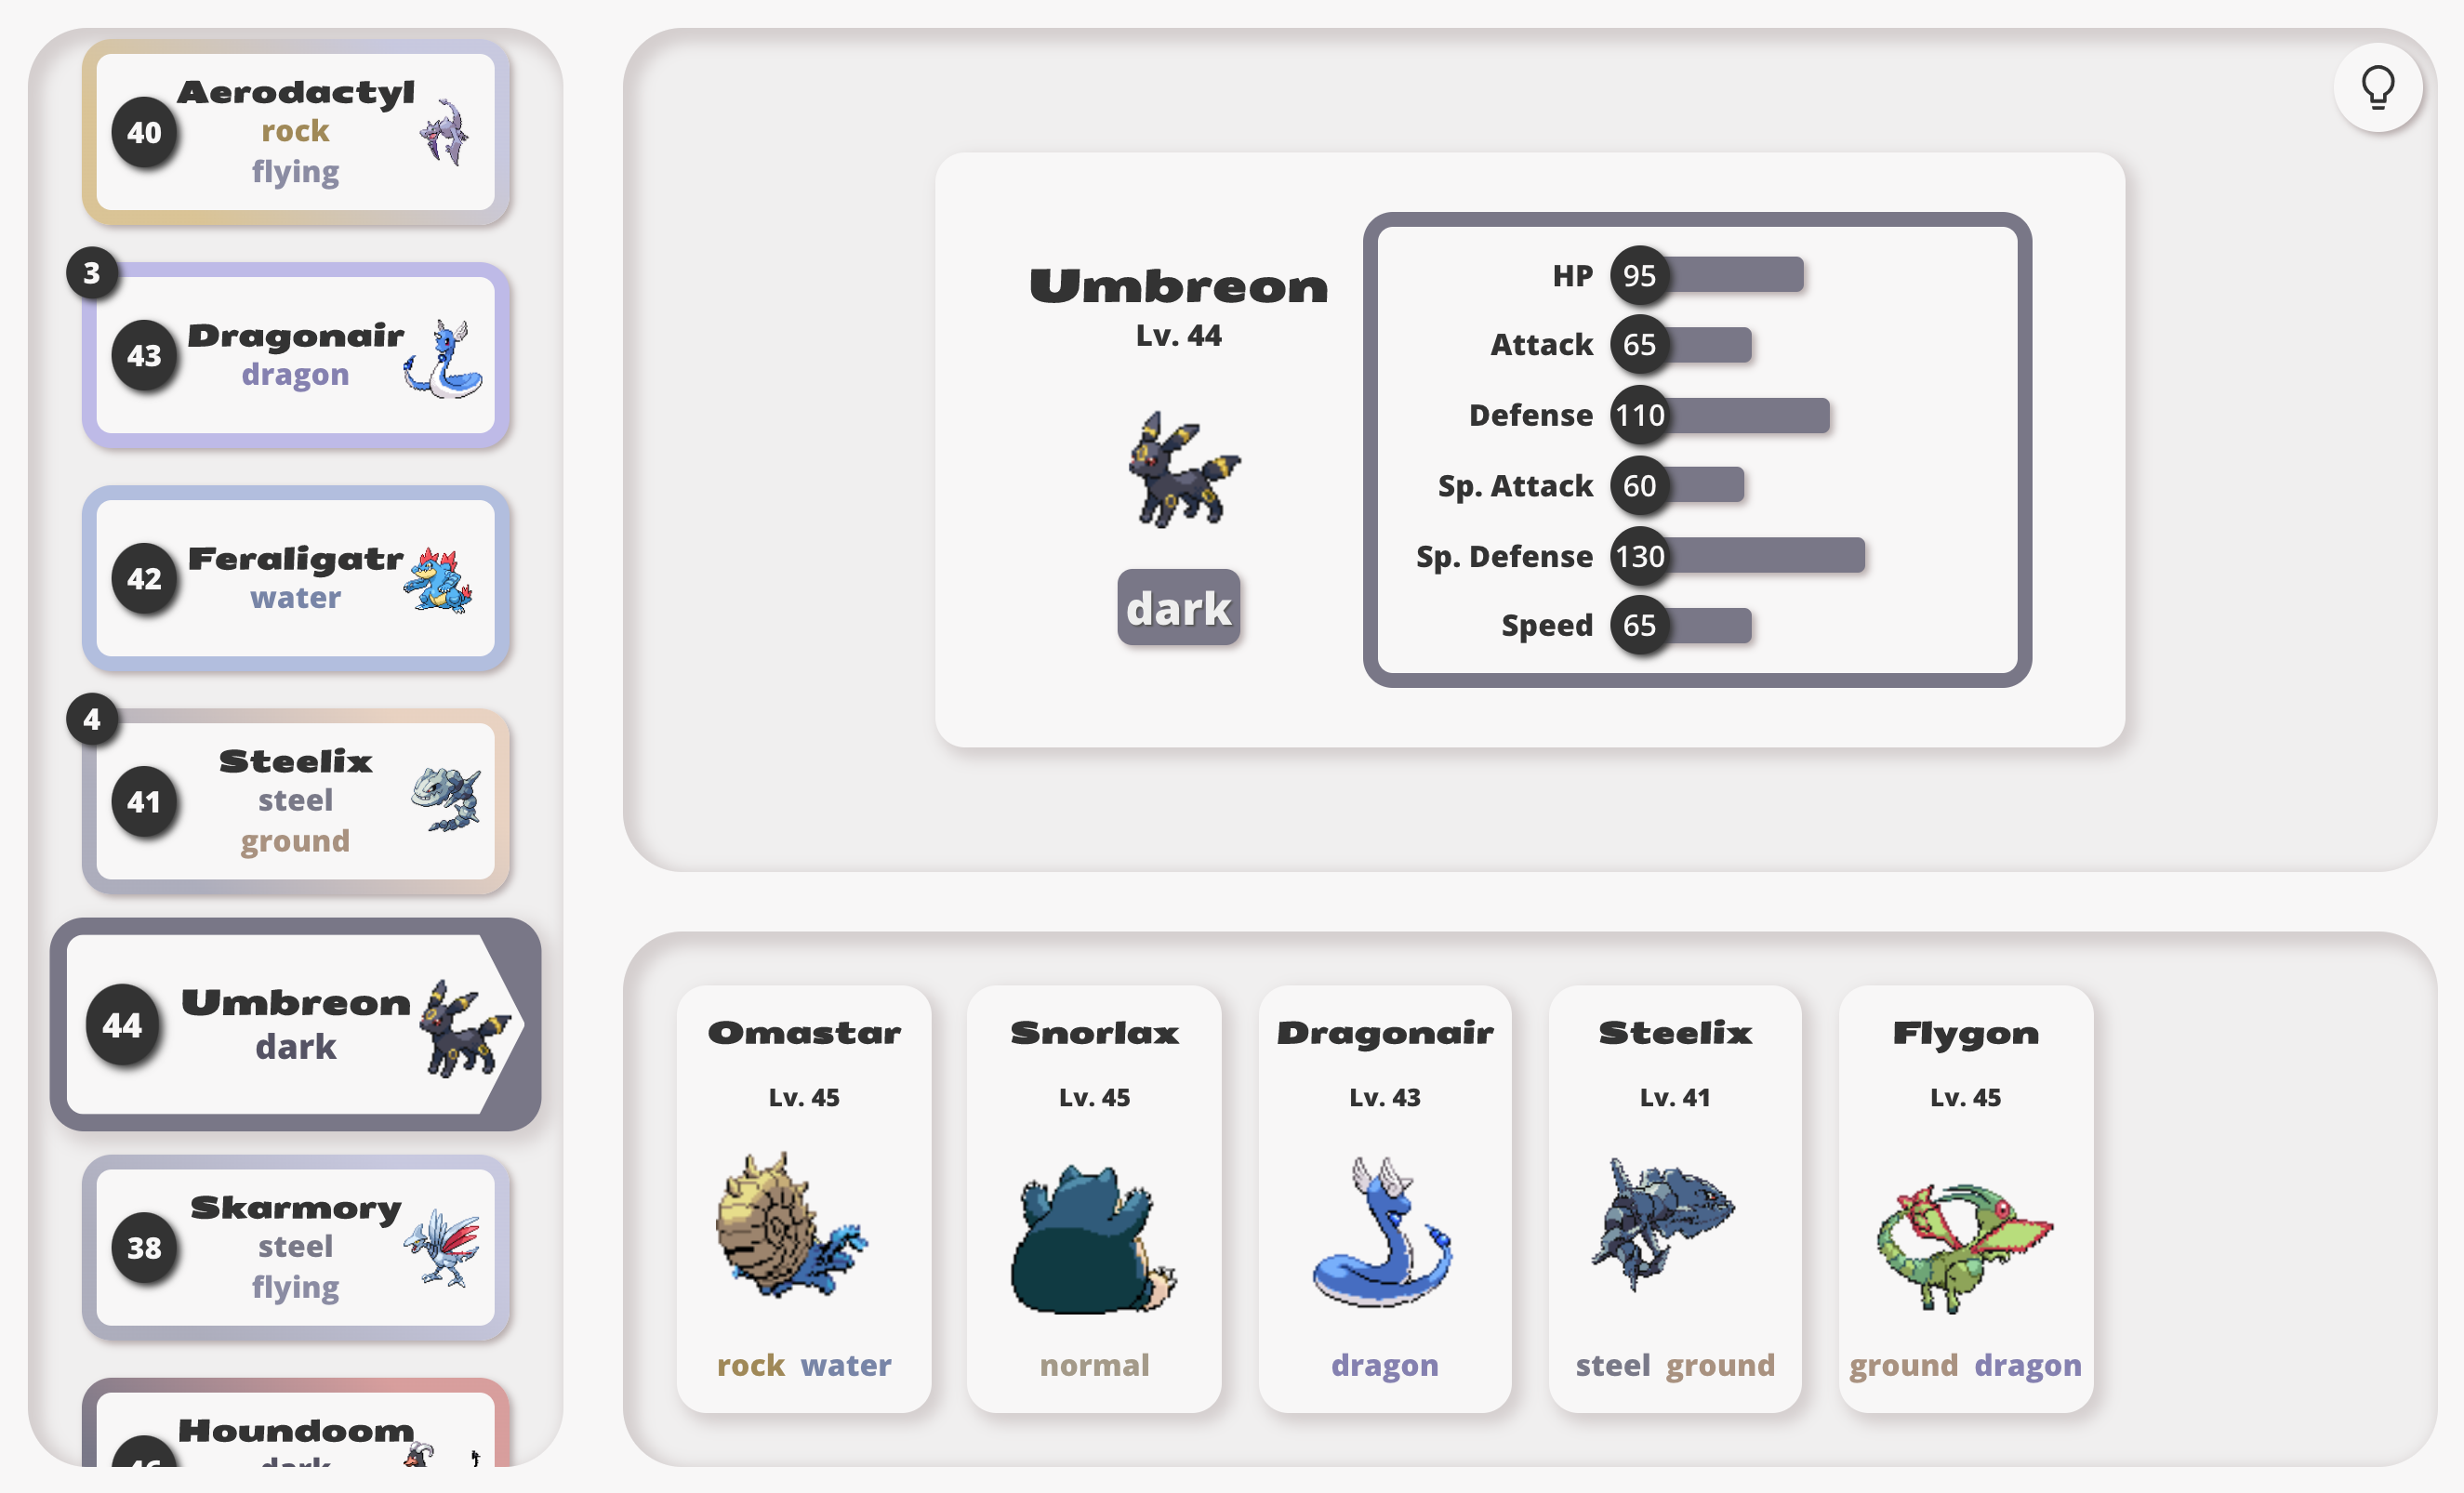 40
Aerodactyl
rock
flying
3
43
Dragonair
dragon
42
Feraligatr
water
4
41
Steelix
steel
ground
44
Umbreon
dark
38
Skarmory
steel
flying
46
Houndoom
dark
Umbreon
Lv. 44
dark
HP 95
Attack 65
Defense 110
Sp. Attack 60
Sp. Defense 130
Speed 65
Omastar
Lv. 45
rock water
Snorlax
Lv. 45
normal
Dragonair
Lv. 43
dragon
Steelix
Lv. 41
steel ground
Flygon
Lv. 45
ground dragon